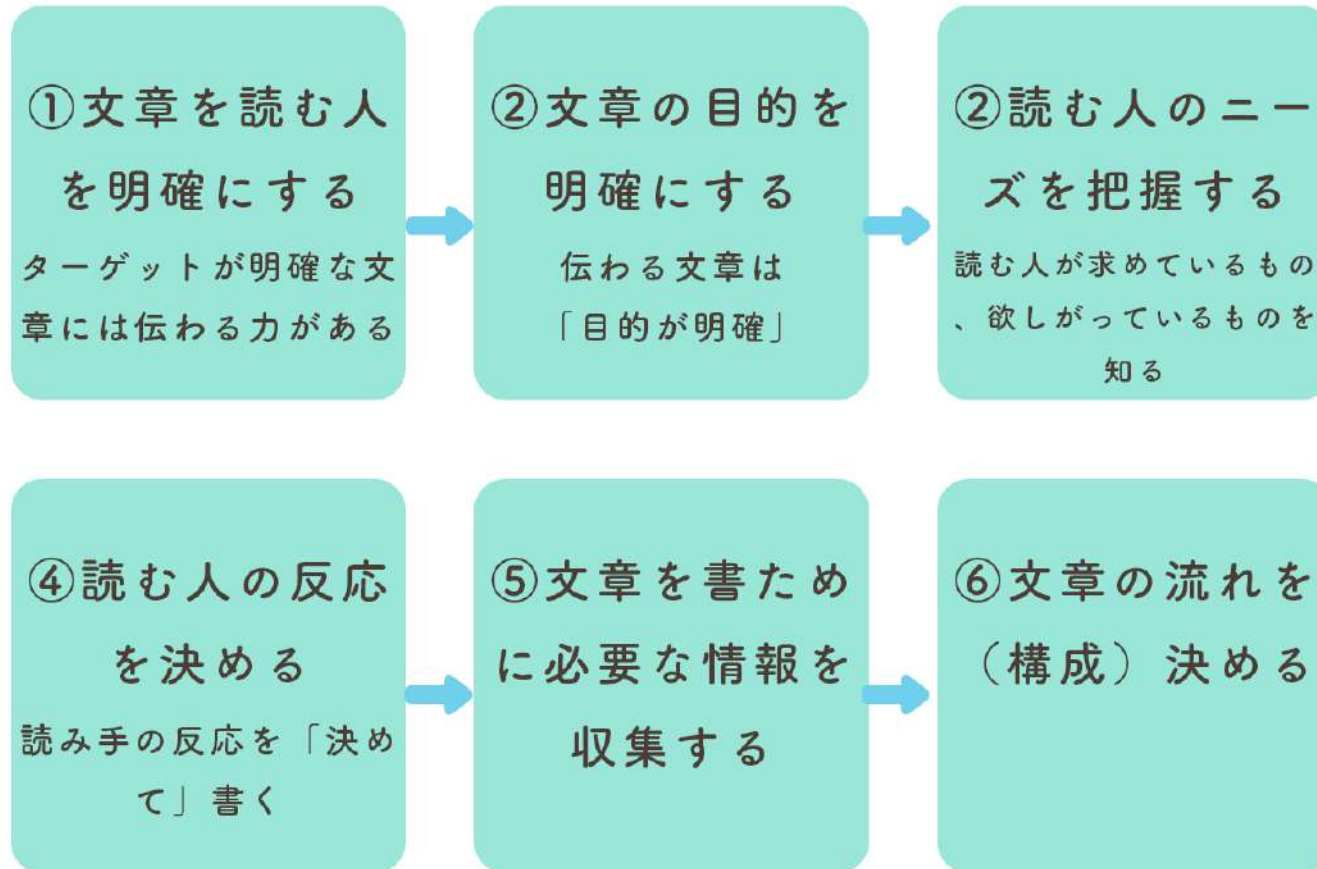 ①文章を読む人
を明確にする
ターゲットが明確な文
章には伝わる力がある
②文章の目的を
明確にする
伝わる文章は
「目的が明確」
②読む人のニー
ズを把握する
読む人が求めているもの
、欲しがっているものを
知る
④読む人の反応
を決める
読み手の反応を「決め
て」書く
⑤文章を書ため
に必要な情報を
収集する
⑥文章の流れを
（構成）決める